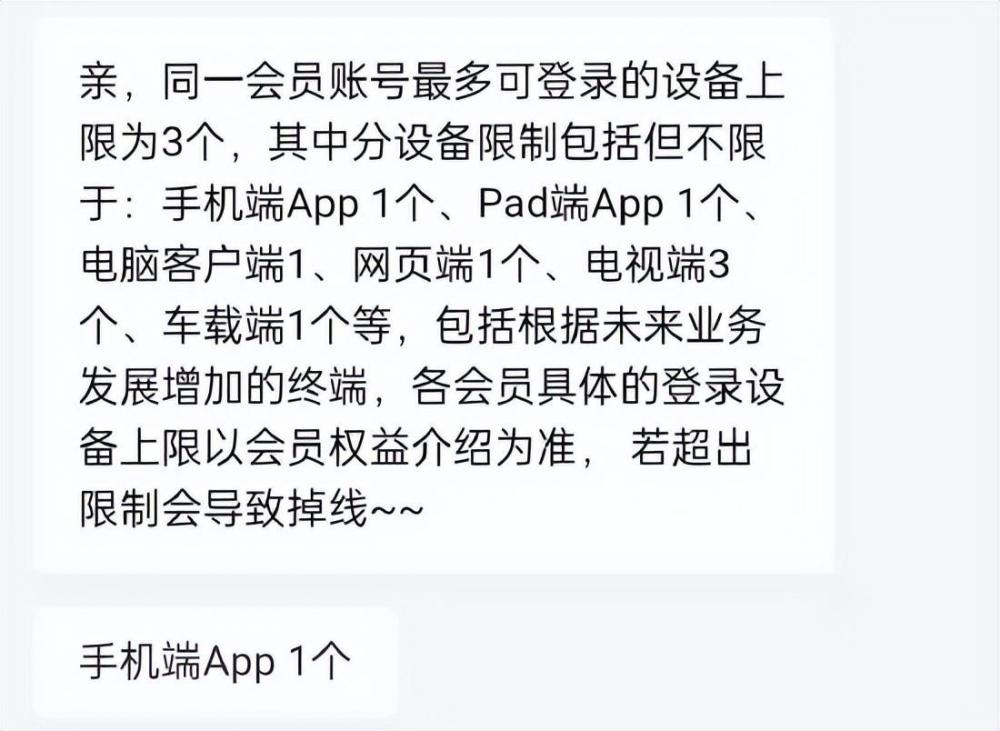 亲，同一会员账号最多可登录的设备上
限为3个，其中分设备限制包括但不限
于：手机端App 1个、Pad端App 1个、
电脑客户端1、网页端1个、电视端3
个、车载端1个等，包括根据未来业务
发展增加的终端，各会员具体的登录设
备上限以会员权益介绍为准， 若超出
限制会导致掉线~~
手机端App 1个